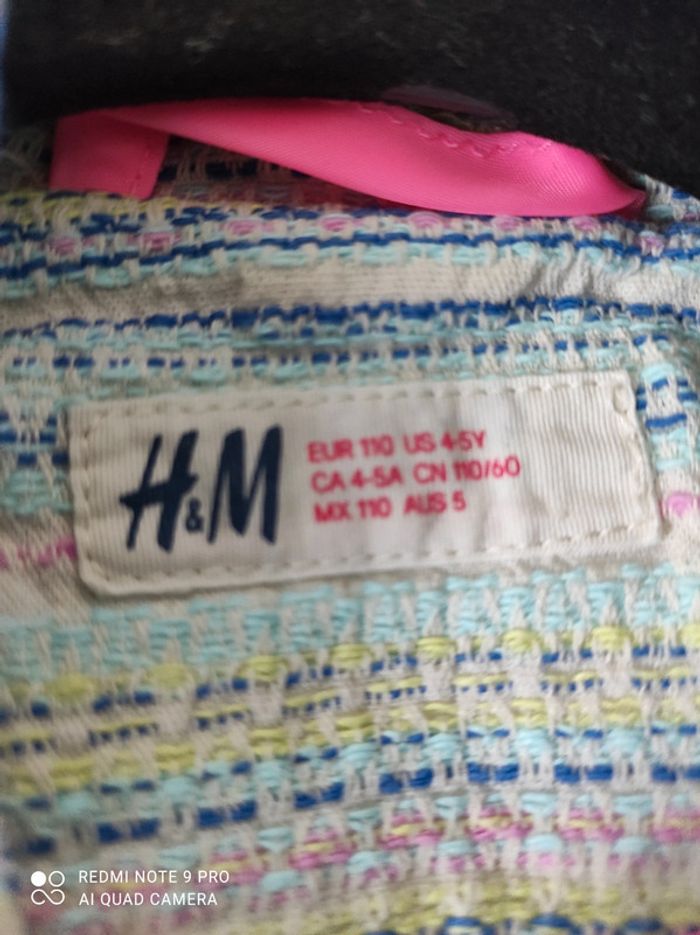 H&M
EUR 110 US 4-5Y
CA 4-5A CN 110/60
MX 110 AUS 5
REDMI NOTE 9 PRO
AI QUAD CAMERA